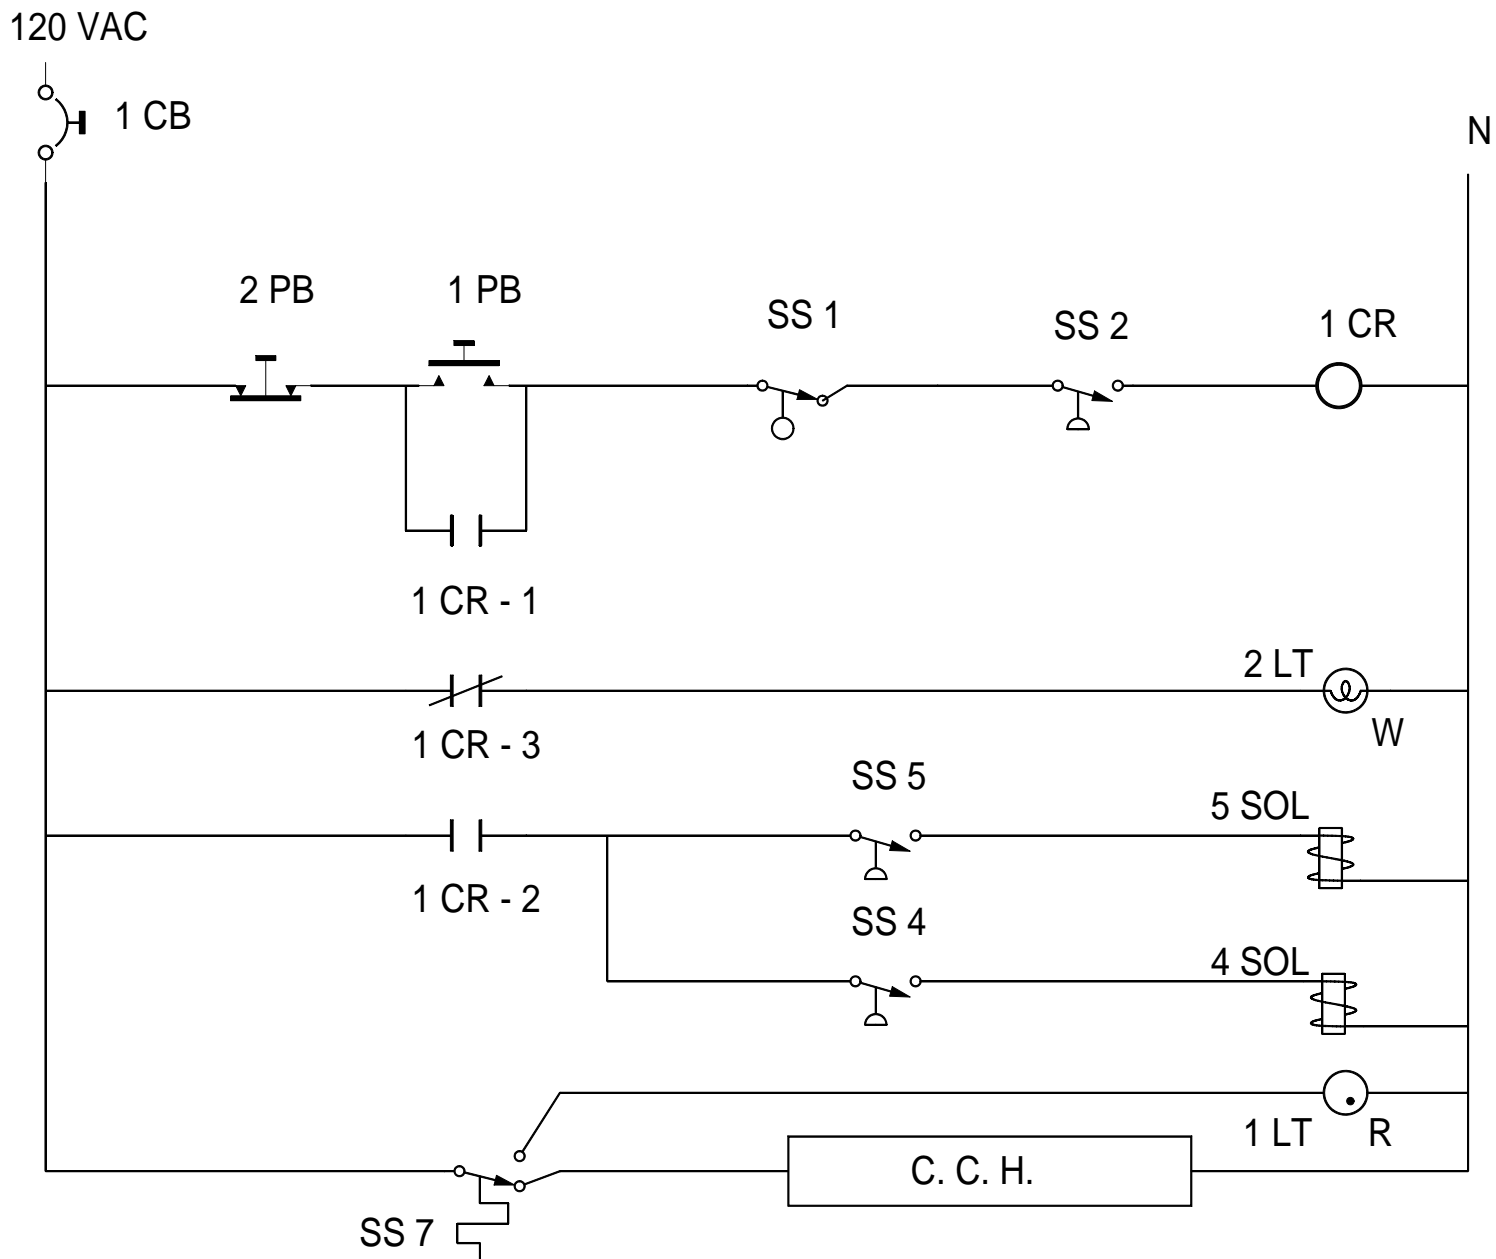 120 VAC
1 CB
N
2 PB
1 PB
SS 1
SS 2
1 CR
1 CR - 1
2 LT
W
1 CR - 3
SS 5
5 SOL
1 CR - 2
SS 4
4 SOL
1 LT
R
C. C. H.
SS 7